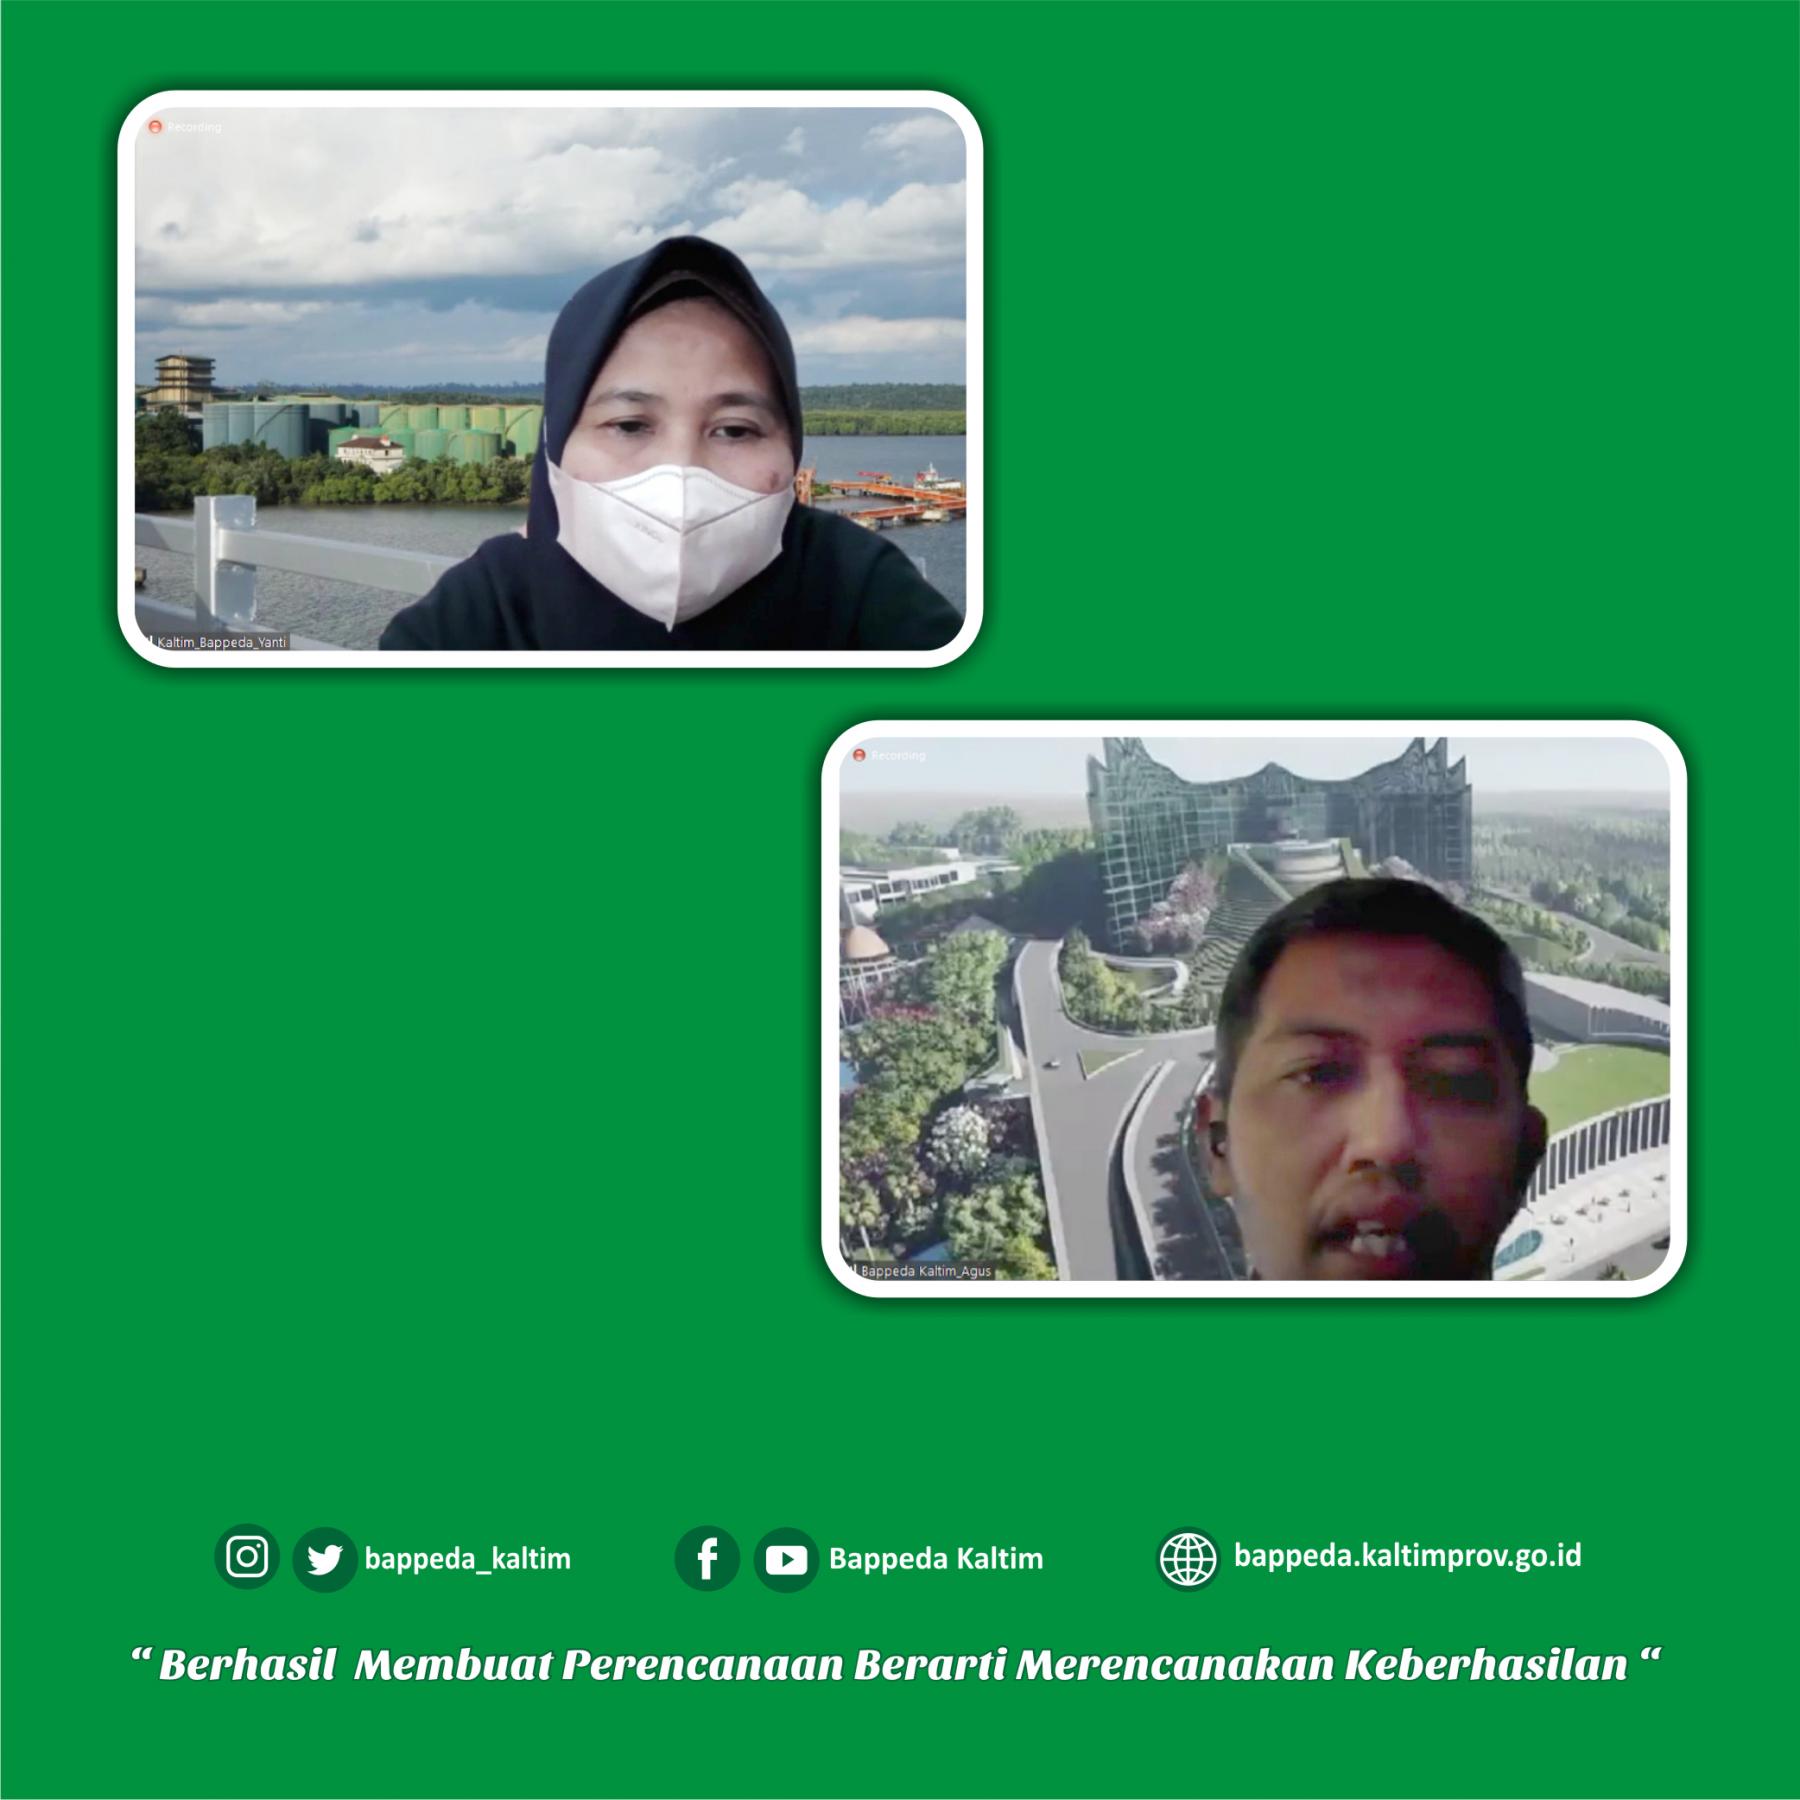 Recording
Kaltim_Bappeda_Yanti
Recording
Bappeda Kaltim_Agus
bappeda_kaltim
Bappeda Kaltim
bappeda.kaltimprov.go.id
“ Berhasil Membuat Perencanaan Berarti Merencanakan Keberhasilan “